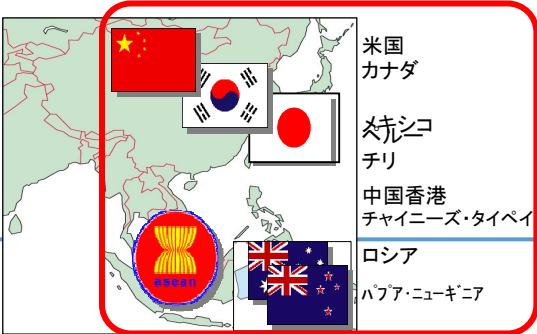 米国
カナダ
メキシコ
ペルー
チリ
中国香港
チャイニーズ・タイペイ
ロシア
パプア・ニューギニア
asean